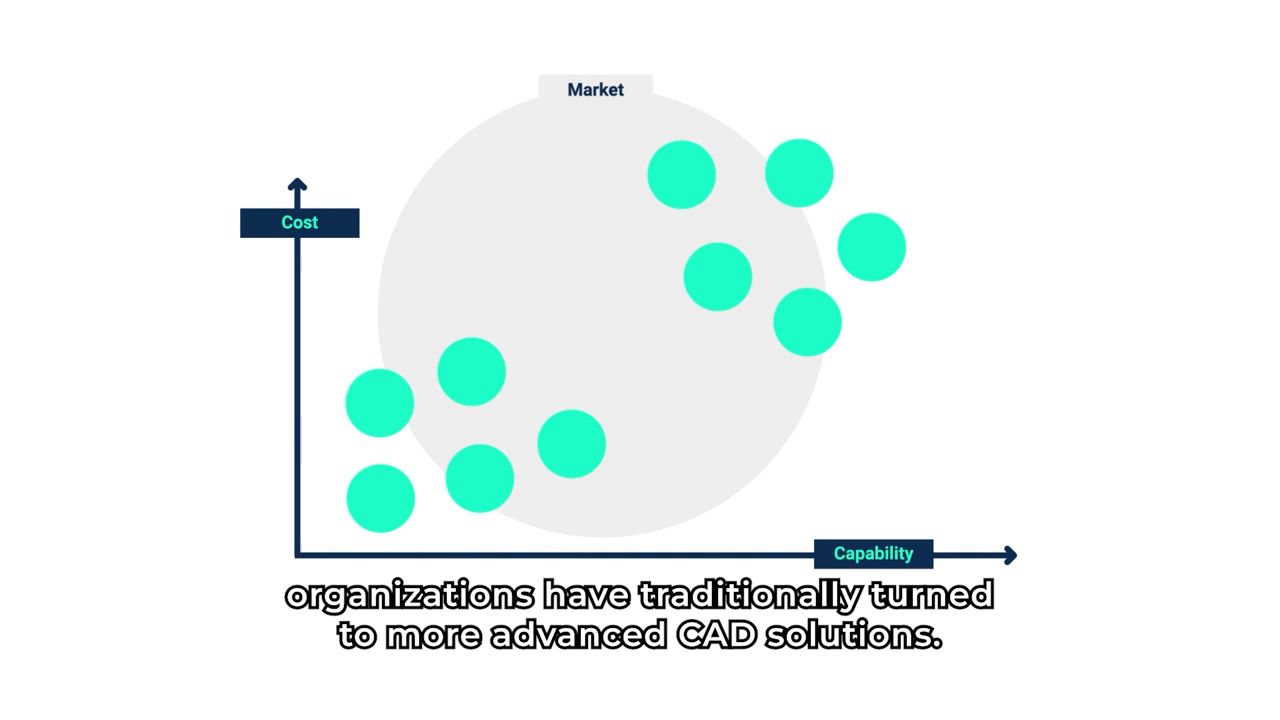 Market
Cost
Capability
organizations have traditionally turned
to more advanced CAD solutions.